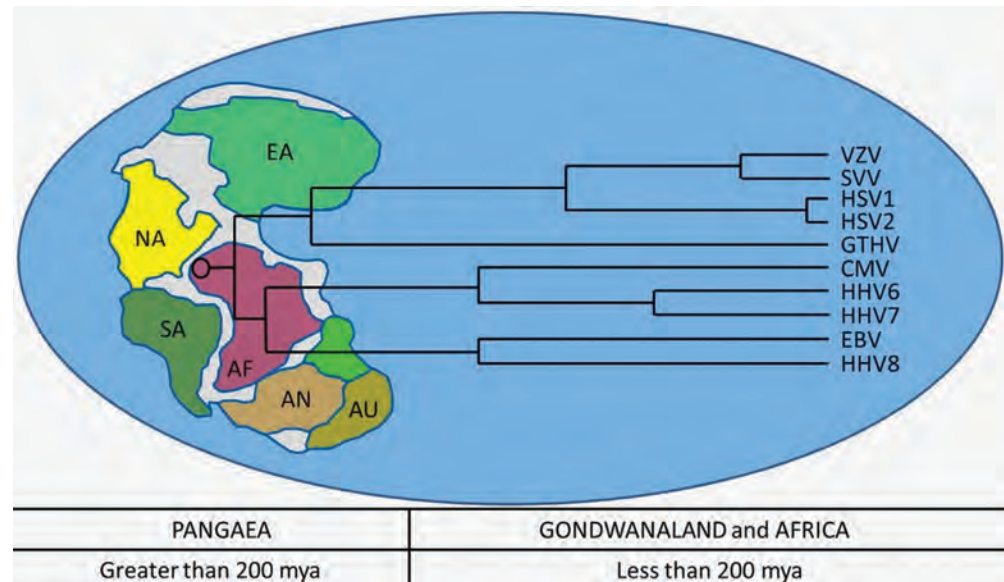 EA
NA
SA
AF
AN
AU
VZV
SVV
HSV1
HSV2
GTHV
CMV
HHV6
HHV7
EBV
HHV8
PANGAEA GONDWANALAND and AFRICA
Greater than 200 mya Less than 200 mya